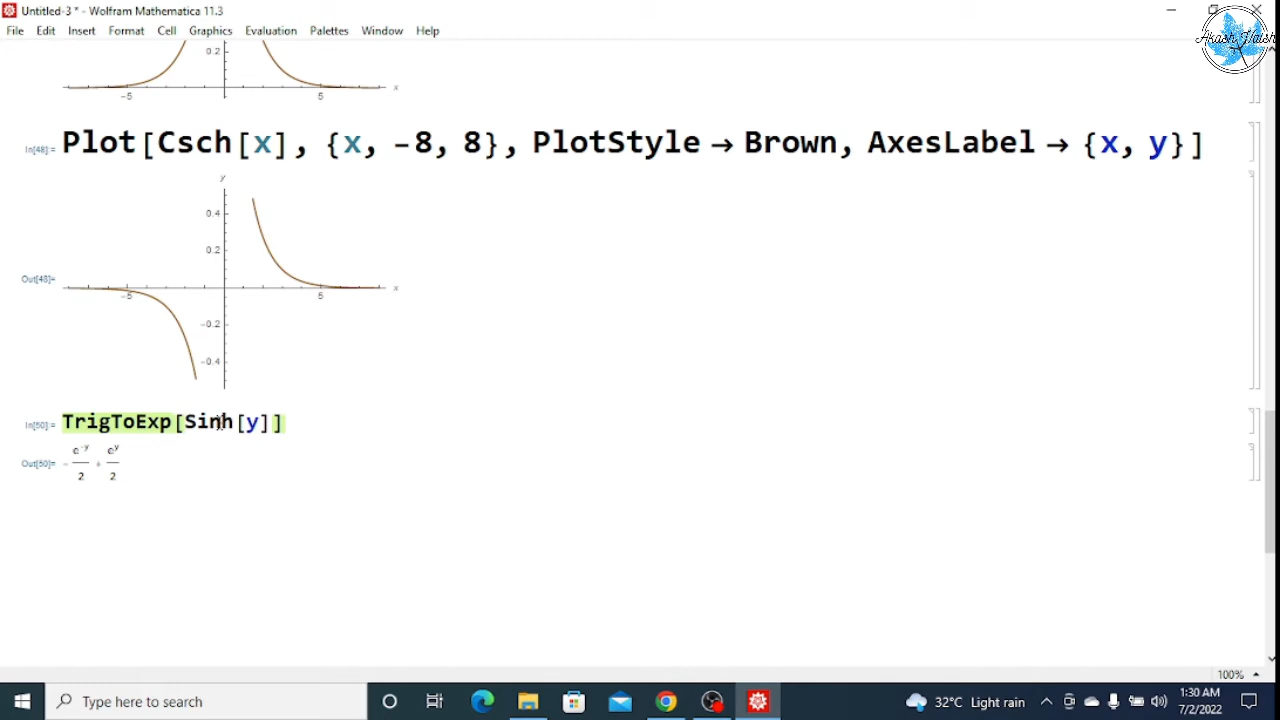 Untitled-3 * - Wolfram Mathematica 11.3
File Edit Insert Format Cell Graphics Evaluation Palettes Window Help
0.2
-5 5 x
In[48]:= Plot[Csch[x], {x, -8, 8}, PlotStyle → Brown, AxesLabel → {x, y}]
y
0.4
0.2
Out[48]=
-5 5 x
-0.2
-0.4
In[50]:= TrigToExp[Sinh[y]]
Out[50]= - e^-y/2 + e^y/2
100%
Type here to search
32°C Light rain
1:30 AM
7/2/2022